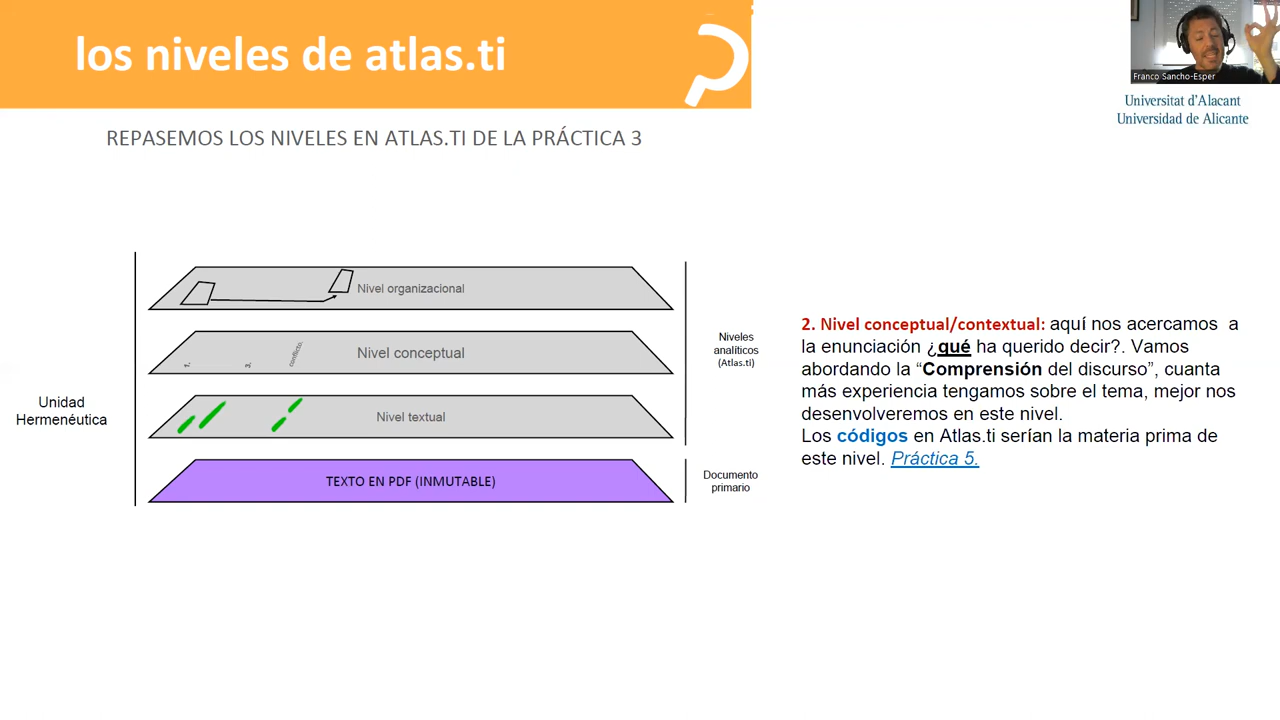 los niveles de atlas.ti
Franco Sancho-Esper
Universitat d'Alacant
Universidad de Alicante
REPASEMOS LOS NIVELES EN ATLAS.TI DE LA PRÁCTICA 3
Nivel organizacional
Nivel conceptual
1.
3.
conflicto.
Nivel textual
TEXTO EN PDF (INMUTABLE)
Unidad
Hermenéutica
Niveles
analíticos
(Atlas.ti)
Documento
primario
2. Nivel conceptual/contextual: aquí nos acercamos a
la enunciación ¿qué ha querido decir?. Vamos
abordando la “Comprensión del discurso”, cuanta
más experiencia tengamos sobre el tema, mejor nos
desenvolveremos en este nivel.
Los códigos en Atlas.ti serían la materia prima de
este nivel. Práctica 5.